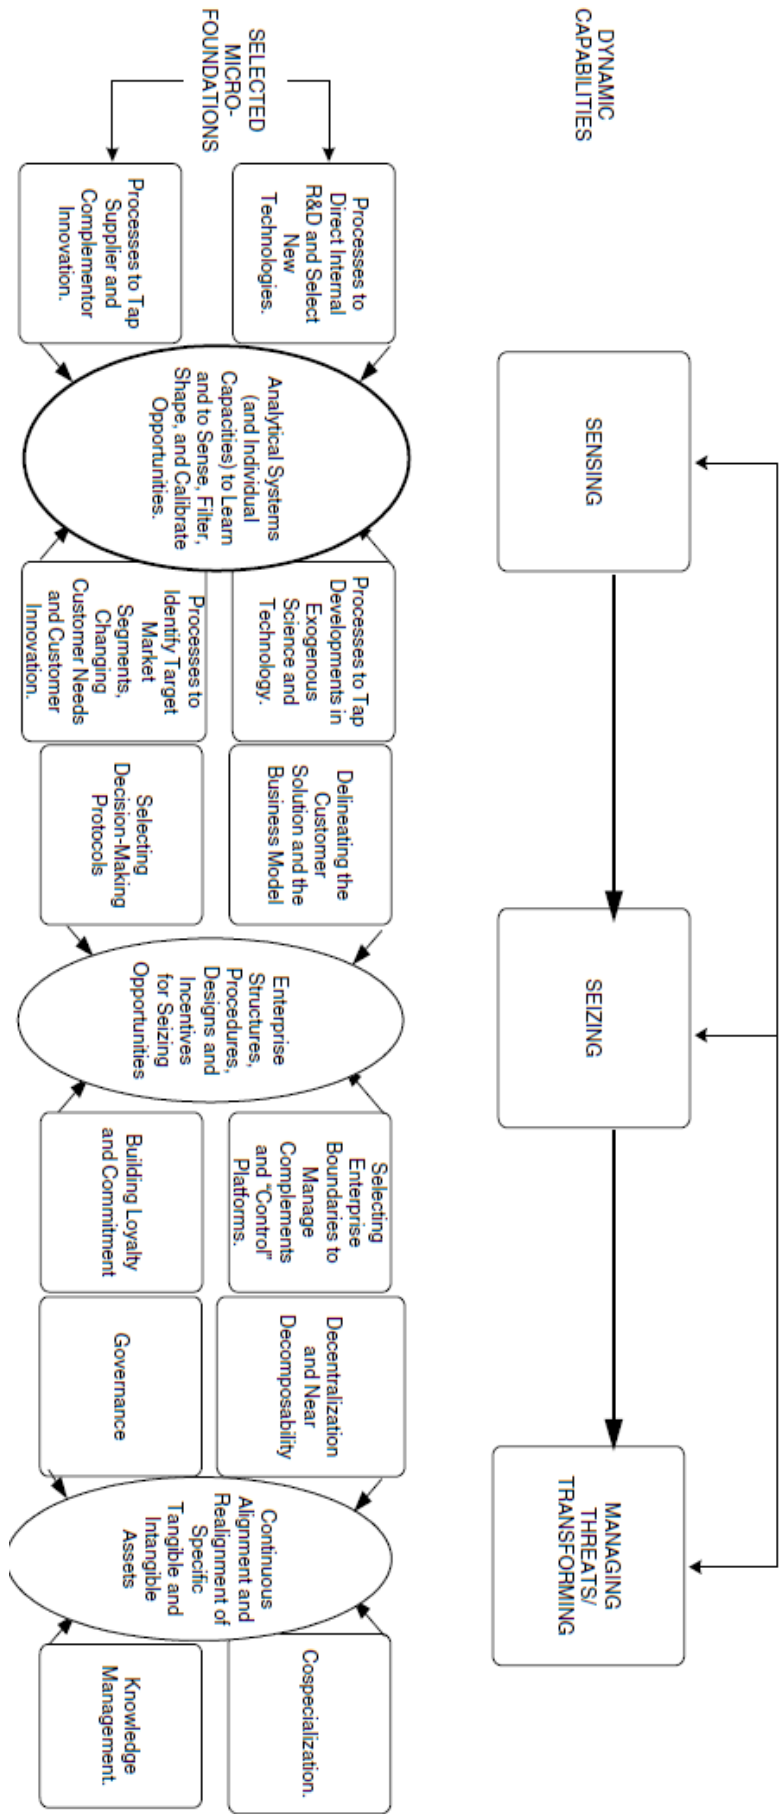 DYNAMIC
CAPABILITIES
SENSING
SEIZING
MANAGING
THREATS/
TRANSFORMING
SELECTED
MICRO-
FOUNDATIONS
Processes to
Direct Internal
R&D and Select
New
Technologies.
Processes to Tap
Supplier and
Complementor
Innovation.
Analytical Systems
(and Individual
Capacities) to Learn
and to Sense, Filter,
Shape, and Calibrate
Opportunities.
Processes to Tap
Developments in
Exogenous
Science and
Technology.
Processes to
Identify Target
Market
Segments,
Changing
Customer Needs
and Customer
Innovation.
Delineating the
Customer
Solution and the
Business Model
Selecting
Decision-Making
Protocols
Enterprise
Structures,
Procedures,
Designs and
Incentives
for Seizing
Opportunities
Selecting
Enterprise
Boundaries to
Manage
Complements
and "Control"
Platforms.
Building Loyalty
and Commitment
Decentralization
and Near
Decomposability
Governance
Continuous
Alignment and
Realignment of
Specific
Tangible and
Intangible
Assets
Cospecialization.
Knowledge
Management.